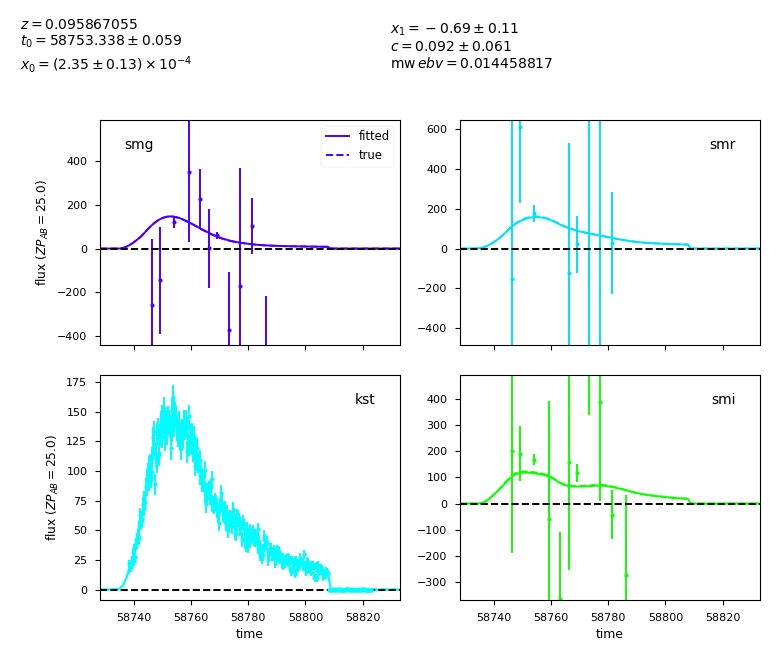 z = 0.095867055
t₀ = 58753.338 ± 0.059
x₀ = (2.35 ± 0.13) × 10⁻⁴
x₁ = −0.69 ± 0.11
c = 0.092 ± 0.061
mw ebv = 0.014458817
smg
fitted
true
400
200
0
−200
−400
flux (ZP_AB = 25.0)
smr
600
400
200
0
−200
−400
kst
175
150
125
100
75
50
25
0
flux (ZP_AB = 25.0)
58740 58760 58780 58800 58820
time
smi
400
300
200
100
0
−100
−200
−300
58740 58760 58780 58800 58820
time